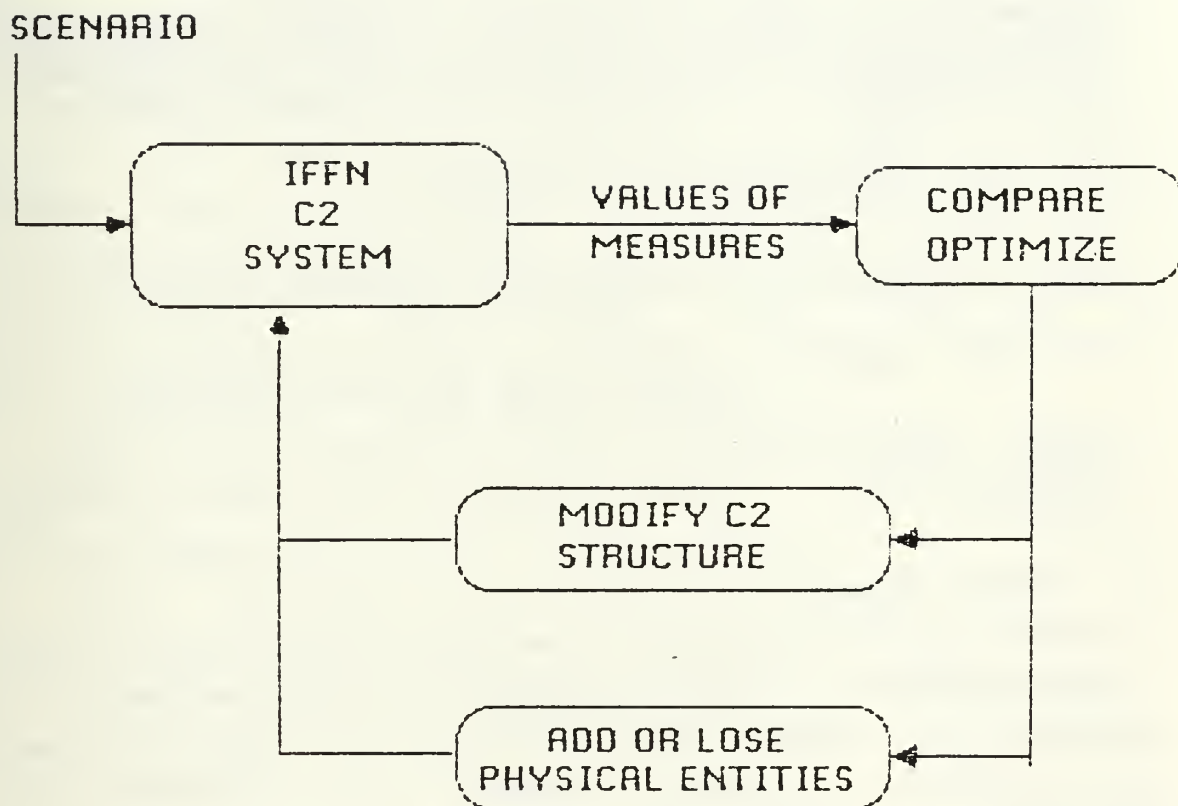 SCENARIO
IFFN
C2
SYSTEM
VALUES OF
MEASURES
COMPARE
OPTIMIZE
MODIFY C2
STRUCTURE
ADD OR LOSE
PHYSICAL ENTITIES